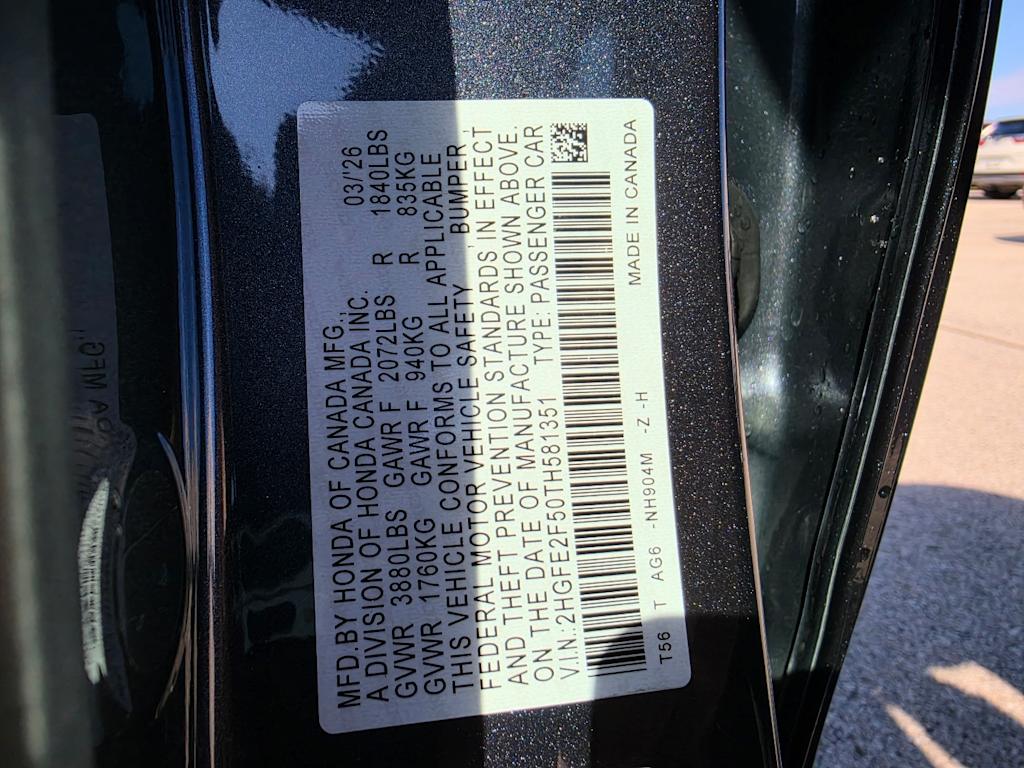 MFD.BY HONDA OF CANADA MFG., 03/'26
A DIVISION OF HONDA CANADA INC.
GVWR 3880LBS GAWR F 2072LBS R 1840LBS
GVWR 1760KG GAWR F 940KG R 835KG
THIS VEHICLE CONFORMS TO ALL APPLICABLE
FEDERAL MOTOR VEHICLE SAFETY, BUMPER,
AND THEFT PREVENTION STANDARDS IN EFFECT
ON THE DATE OF MANUFACTURE SHOWN ABOVE.
V.I.N.:2HGFE2F50TH581351 TYPE: PASSENGER CAR
T56 T AG6 -NH904M -Z -H MADE IN CANADA